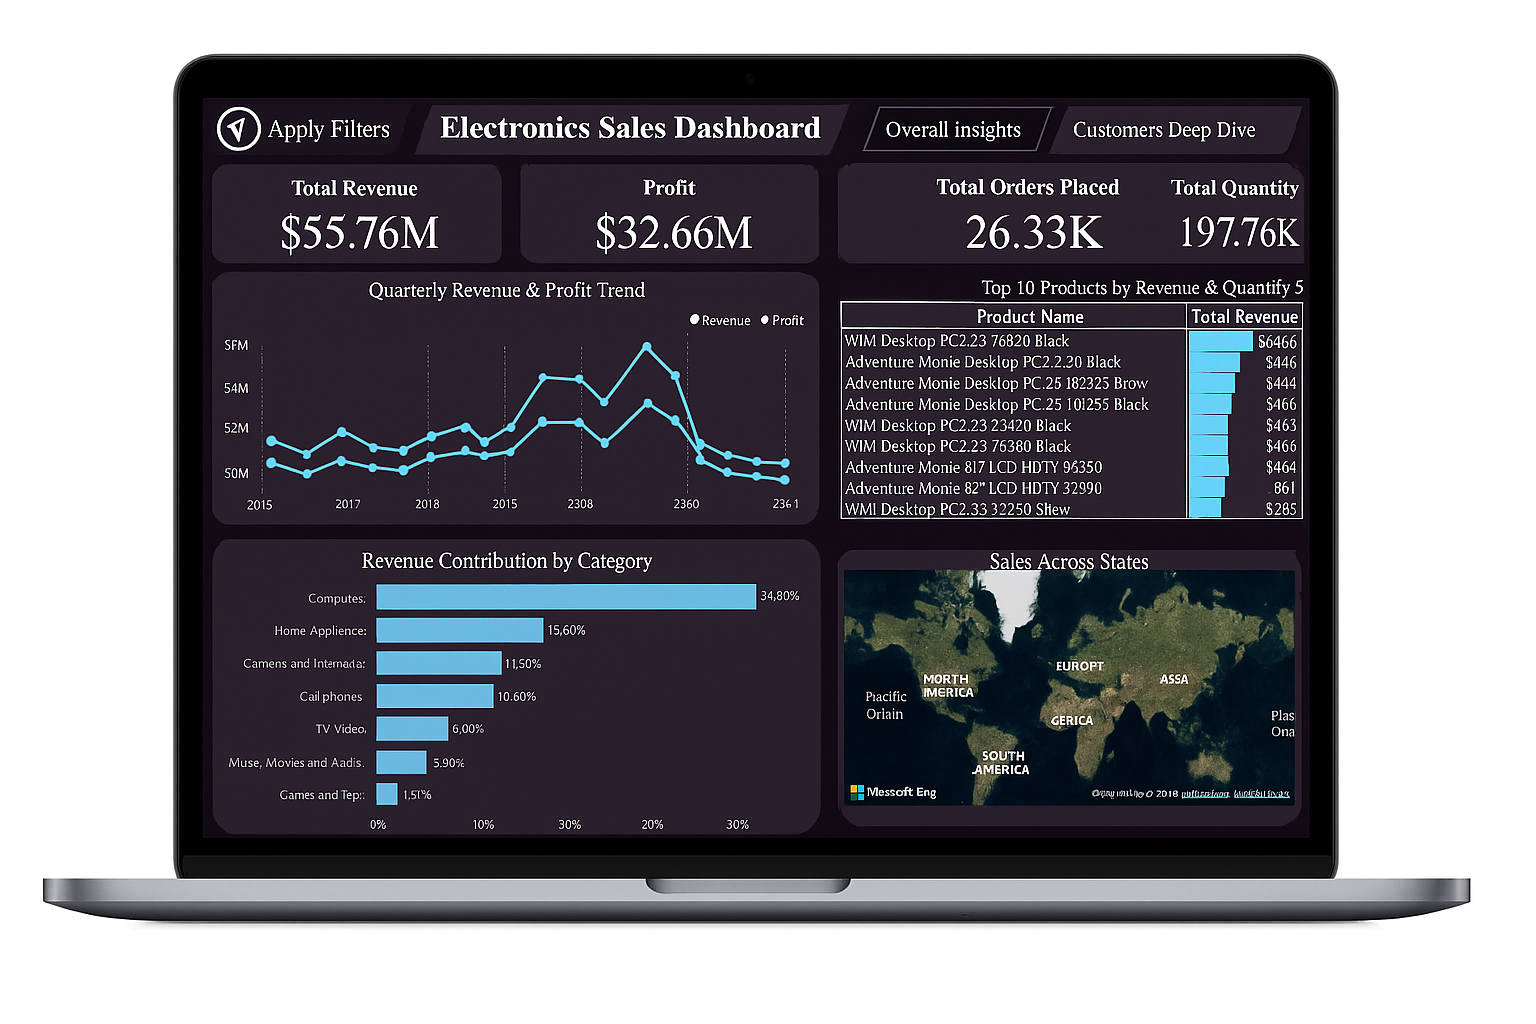 Apply Filters
Electronics Sales Dashboard
Overall insights
Customers Deep Dive
Total Revenue
$55.76M
Profit
$32.66M
Total Orders Placed
26.33K
Total Quantity
197.76K
Quarterly Revenue & Profit Trend
Revenue
Profit
SFM
54M
52M
S0M
2015
2017
2018
2015
2308
2360
2361
Top 10 Products by Revenue & Quantify 5
Product Name
Total Revenue
WIM Desktop PC2.23 76820 Black
$6466
Adventure Monie Desktop PC2.2.30 Black
$446
Adventure Monie Desktop PC.25 182325 Brow
$444
Adventure Monie Desktop PC.25 101255 Black
$466
WIM Desktop PC2.23 23420 Black
$463
WIM Desktop PC2.23 76380 Black
$466
Adventure Monie 817 LCD HDTY 96350
$464
Adventure Monie 82" LCD HDTY 32990
861
WMI Desktop PC2.33 32250 Shew
$285
Revenue Contribution by Category
Computes:
34,80%
Home Applience:
15,60%
Camens and Intemada:
11,50%
Cail phones
10.60%
TV Video,
6,00%
Muse, Movies and Aadis.
5.90%
Games and Tep::
1,51%
0%
10%
30%
20%
30%
Sales Across States
MORTH
IMERICA
EUROPT
ASSA
Piacific
Orlain
GERICA
Plas
Ona
SOUTH
.AMERICA
Messoft Eng
© 2018